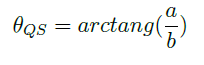 θ_QS = arctang(a/b)